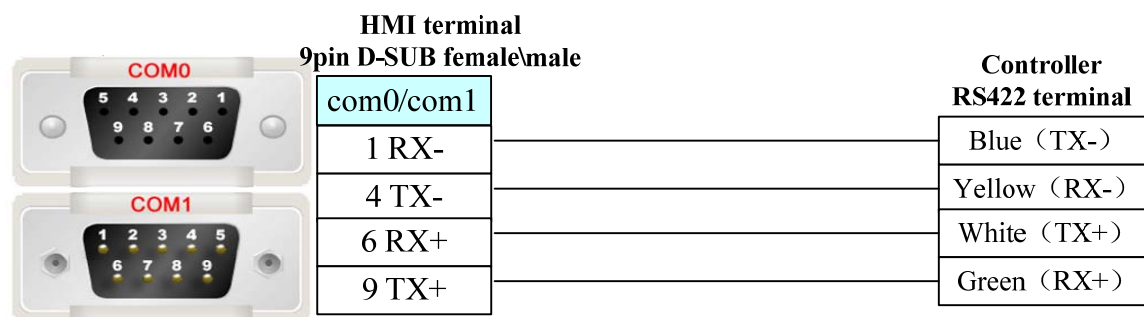 HMI terminal
9pin D-SUB female\male
COM0
5 4 3 2 1
9 8 7 6
COM1
1 2 3 4 5
6 7 8 9
com0/com1
1 RX-
4 TX-
6 RX+
9 TX+
Controller
RS422 terminal
Blue（TX-）
Yellow（RX-）
White（TX+）
Green（RX+）